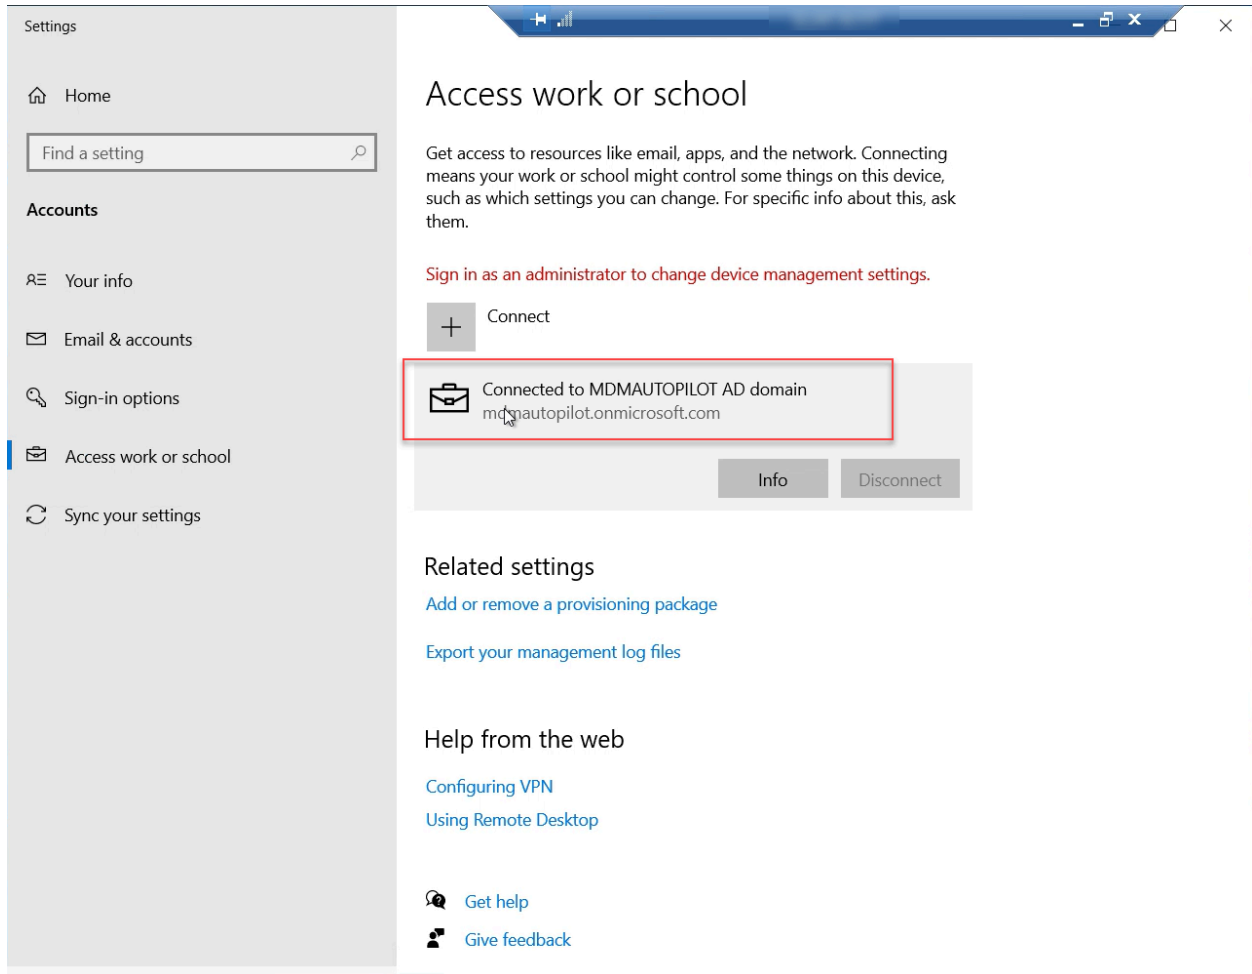 Settings
Home
Find a setting
Accounts
Your info
Email & accounts
Sign-in options
Access work or school
Sync your settings
Access work or school
Get access to resources like email, apps, and the network. Connecting
means your work or school might control some things on this device,
such as which settings you can change. For specific info about this, ask
them.
Sign in as an administrator to change device management settings.
Connect
Connected to MDMAUTOPILOT AD domain
mdmautopilot.onmicrosoft.com
Info
Disconnect
Related settings
Add or remove a provisioning package
Export your management log files
Help from the web
Configuring VPN
Using Remote Desktop
Get help
Give feedback